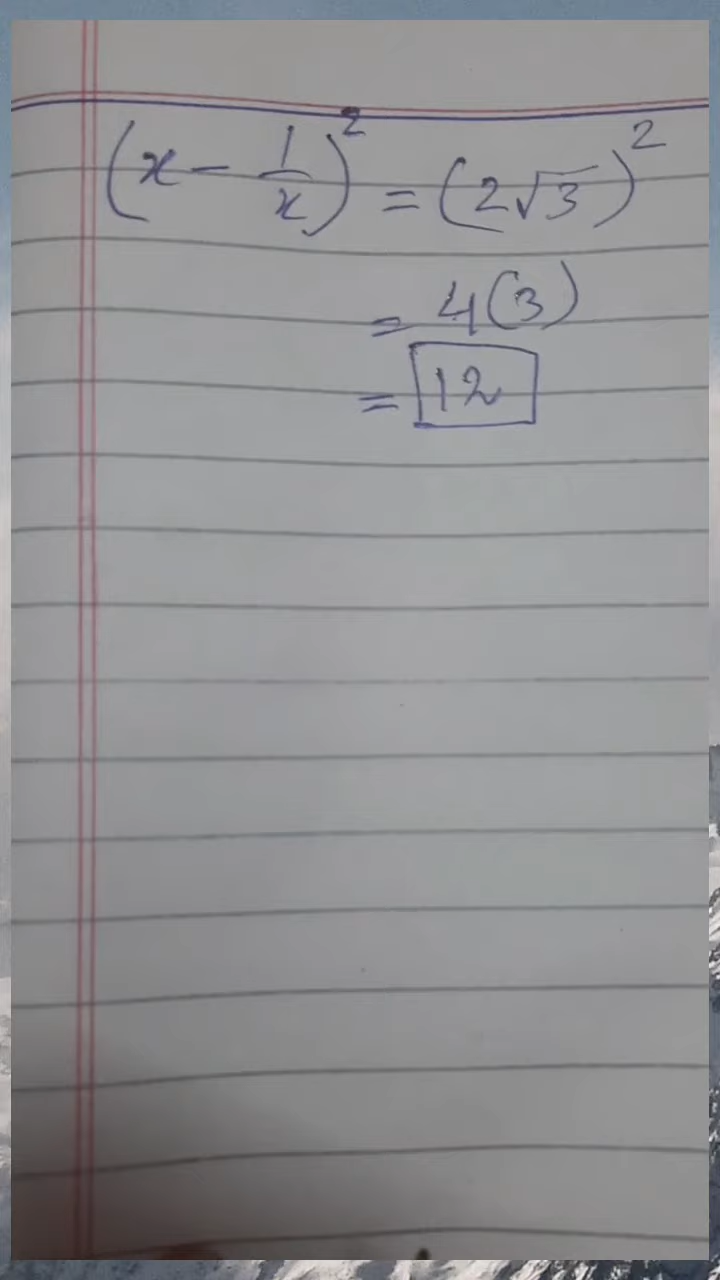 (x - 1/x)² = (2√3)²
= 4(3)
= 12